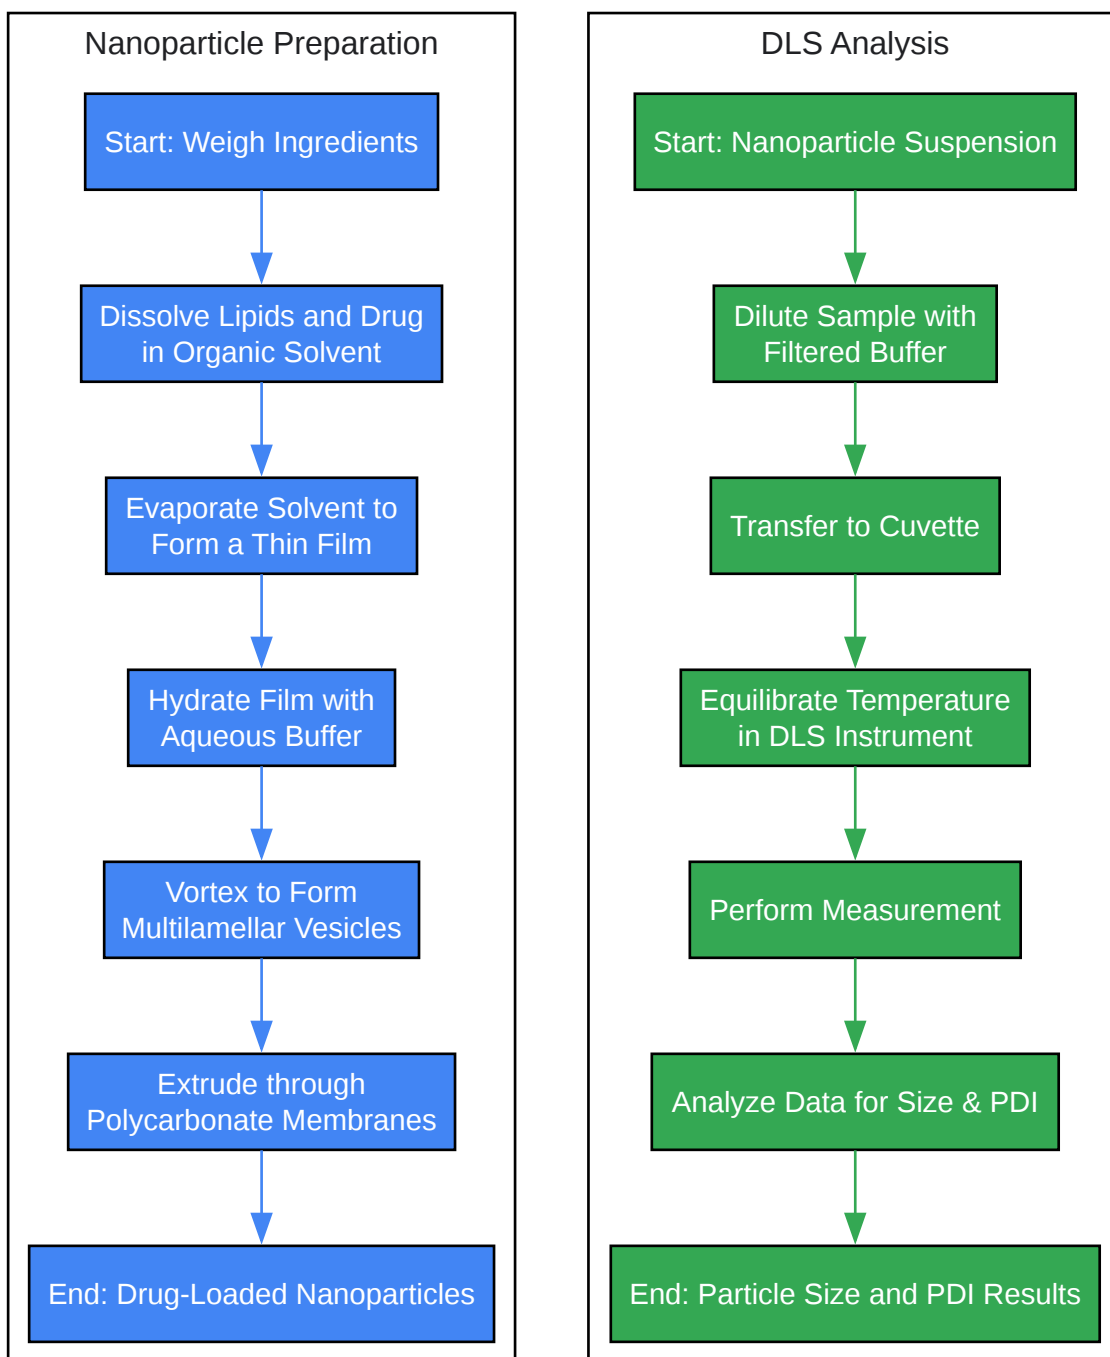 Nanoparticle Preparation
Start: Weigh Ingredients
Dissolve Lipids and Drug
in Organic Solvent
Evaporate Solvent to
Form a Thin Film
Hydrate Film with
Aqueous Buffer
Vortex to Form
Multilamellar Vesicles
Extrude through
Polycarbonate Membranes
End: Drug-Loaded Nanoparticles
DLS Analysis
Start: Nanoparticle Suspension
Dilute Sample with
Filtered Buffer
Transfer to Cuvette
Equilibrate Temperature
in DLS Instrument
Perform Measurement
Analyze Data for Size & PDI
End: Particle Size and PDI Results